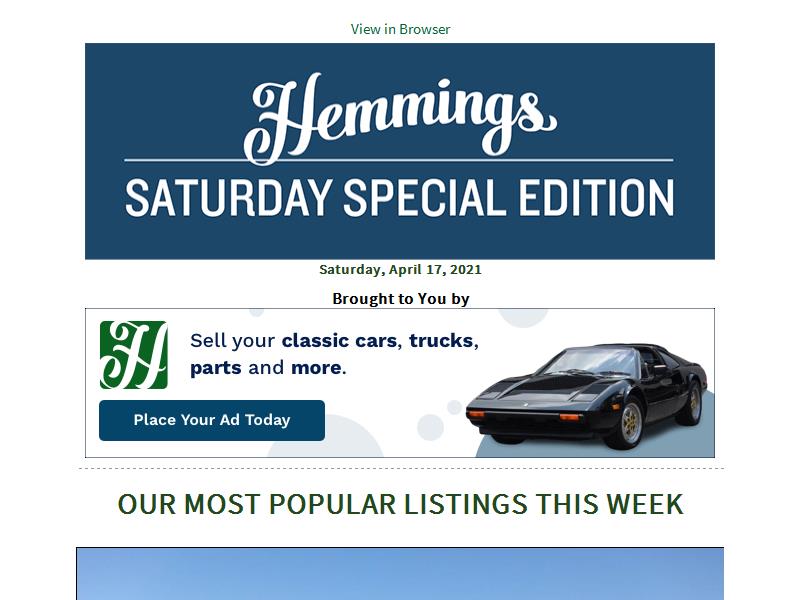 View in Browser
Hemmings
SATURDAY SPECIAL EDITION
Saturday, April 17, 2021
Brought to You by
H
Sell your classic cars, trucks,
parts and more.
Place Your Ad Today
OUR MOST POPULAR LISTINGS THIS WEEK